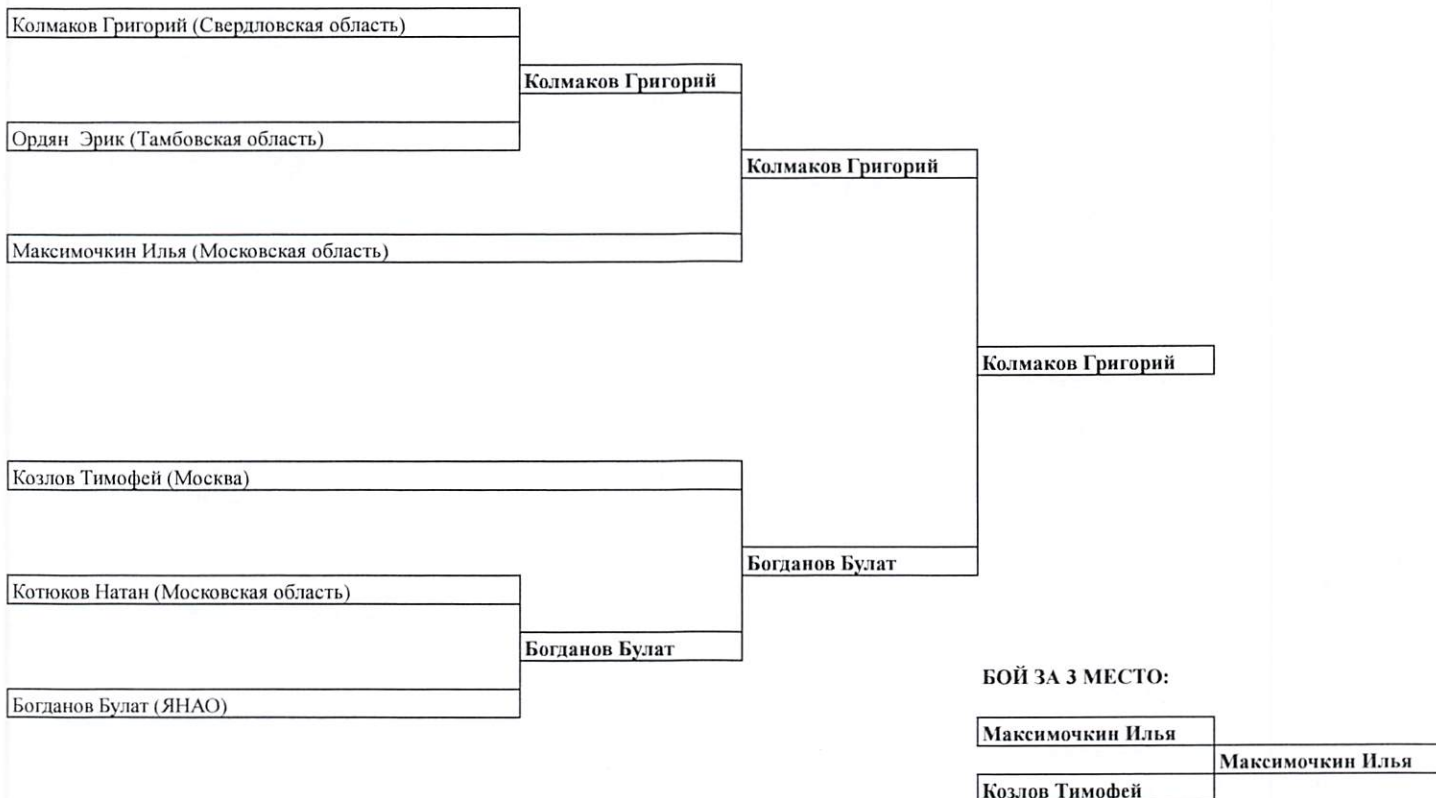 Колмаков Григорий (Свердловская область)
Колмаков Григорий
Ордян Эрик (Тамбовская область)
Колмаков Григорий
Максимочкин Илья (Московская область)
Колмаков Григорий
Козлов Тимофей (Москва)
Богданов Булат
Котюков Натан (Московская область)
Богданов Булат
Богданов Булат (ЯНАО)
БОЙ ЗА 3 МЕСТО:
Максимочкин Илья
Максимочкин Илья
Козлов Тимофей